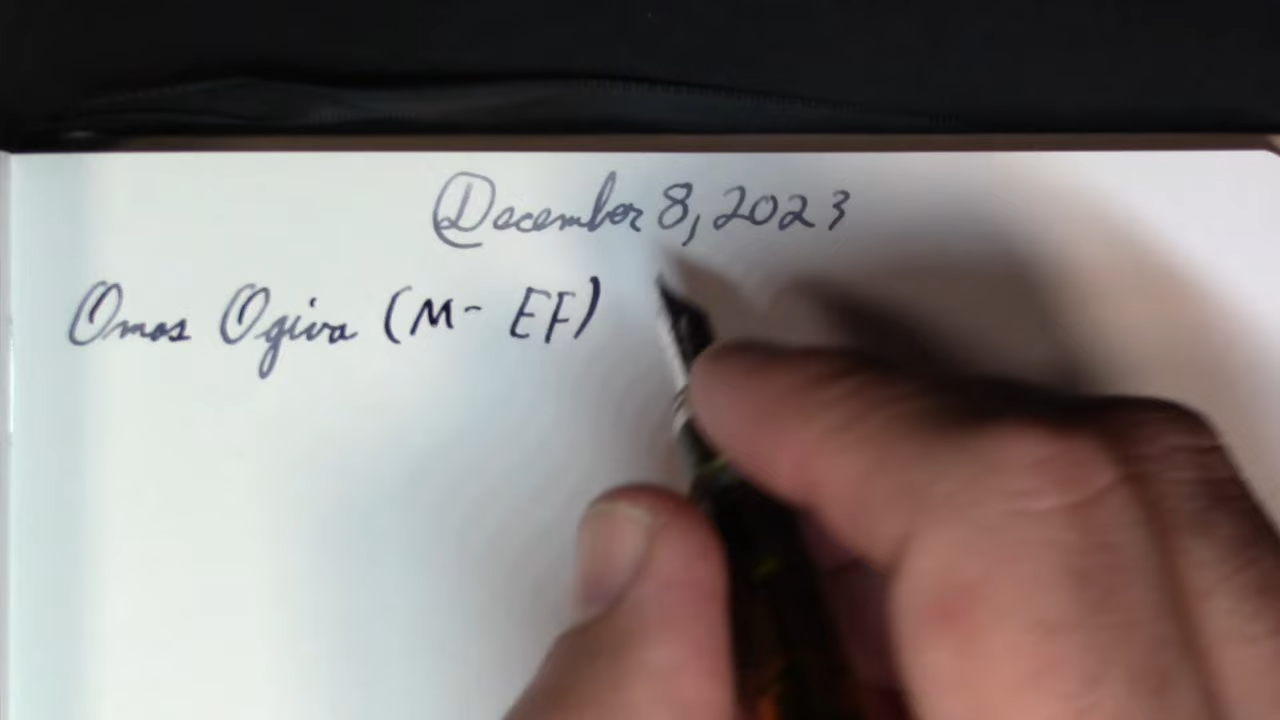 December 8, 2023
Omas Ogiva (M- EF)